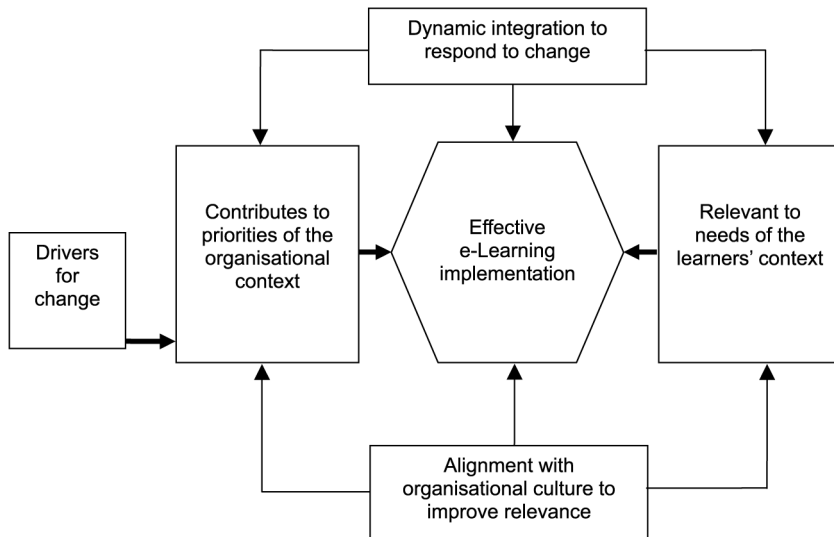 Dynamic integration to
respond to change
Drivers
for
change
Contributes to
priorities of the
organisational
context
Effective
e-Learning
implementation
Relevant to
needs of the
learners’ context
Alignment with
organisational culture to
improve relevance